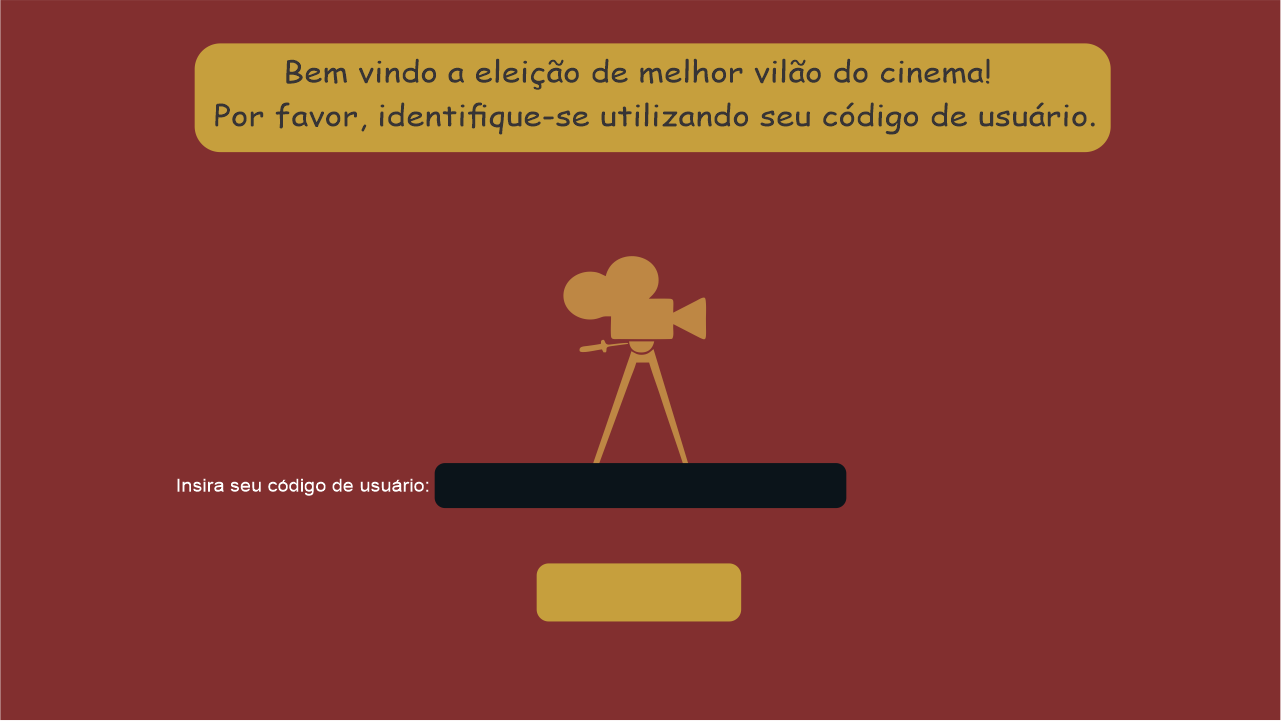 Bem vindo a eleição de melhor vilão do cinema!
Por favor, identifique-se utilizando seu código de usuário.
Insira seu código de usuário: